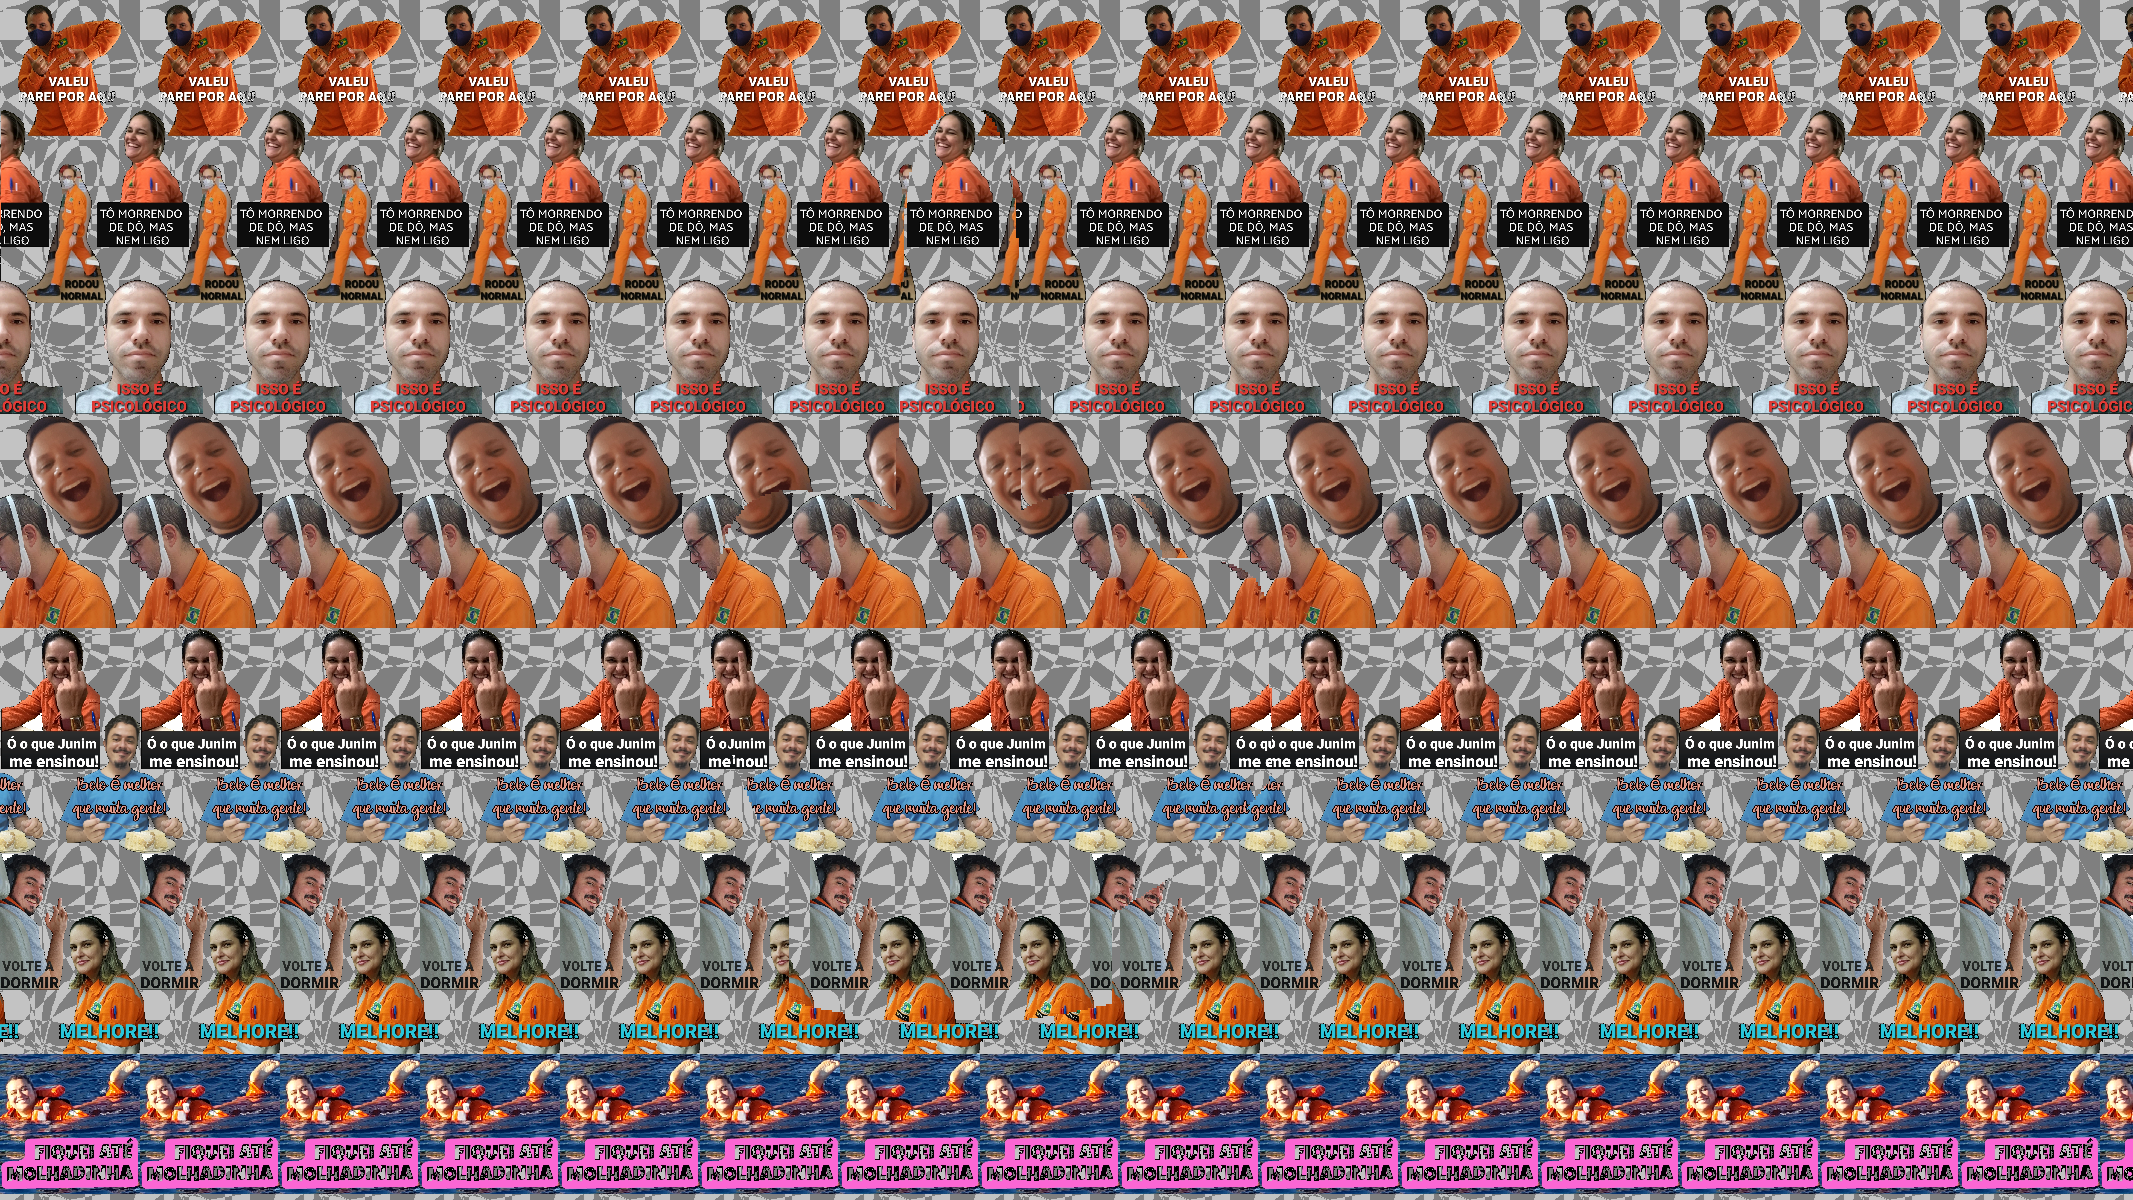 VALEU
PAREI POR AQUI
TÔ MORRENDO
DE DÓ, MAS
NEM LIGO
RODOU
NORMAL
ISSO É
PSICOLÓGICO
Ó o que Junim
me ensinou!
Bolo é melhor
que muita gente!
VOLTE A
DORMIR
MELHORE!!
FIQUEI ATÉ
MOLHADINHA